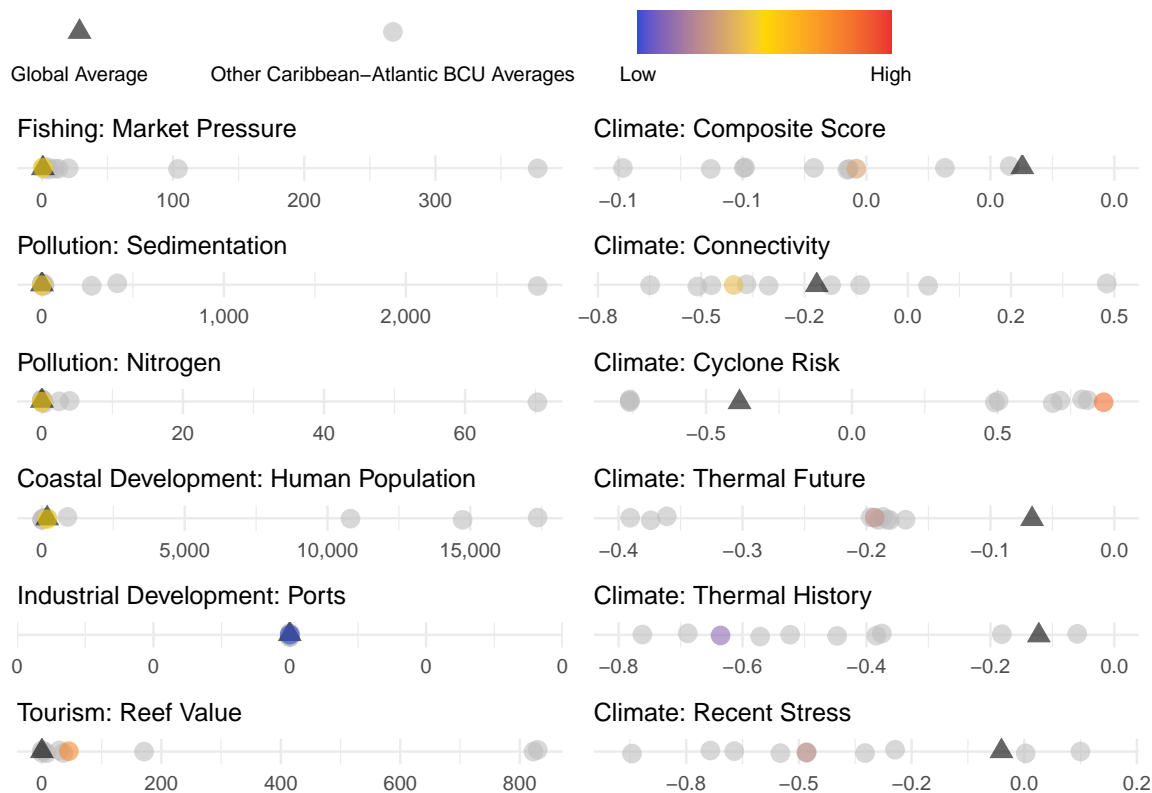 Global Average
Other Caribbean−Atlantic BCU Averages
Low
High
Fishing: Market Pressure
0 100 200 300
Pollution: Sedimentation
0 1,000 2,000
Pollution: Nitrogen
0 20 40 60
Coastal Development: Human Population
0 5,000 10,000 15,000
Industrial Development: Ports
0 0 0 0 0
Tourism: Reef Value
0 200 400 600 800
Climate: Composite Score
−0.1 −0.1 0.0 0.0 0.0
Climate: Connectivity
−0.8 −0.5 −0.2 0.0 0.2 0.5
Climate: Cyclone Risk
−0.5 0.0 0.5
Climate: Thermal Future
−0.4 −0.3 −0.2 −0.1 0.0
Climate: Thermal History
−0.8 −0.6 −0.4 −0.2 0.0
Climate: Recent Stress
−0.8 −0.5 −0.2 0.0 0.2